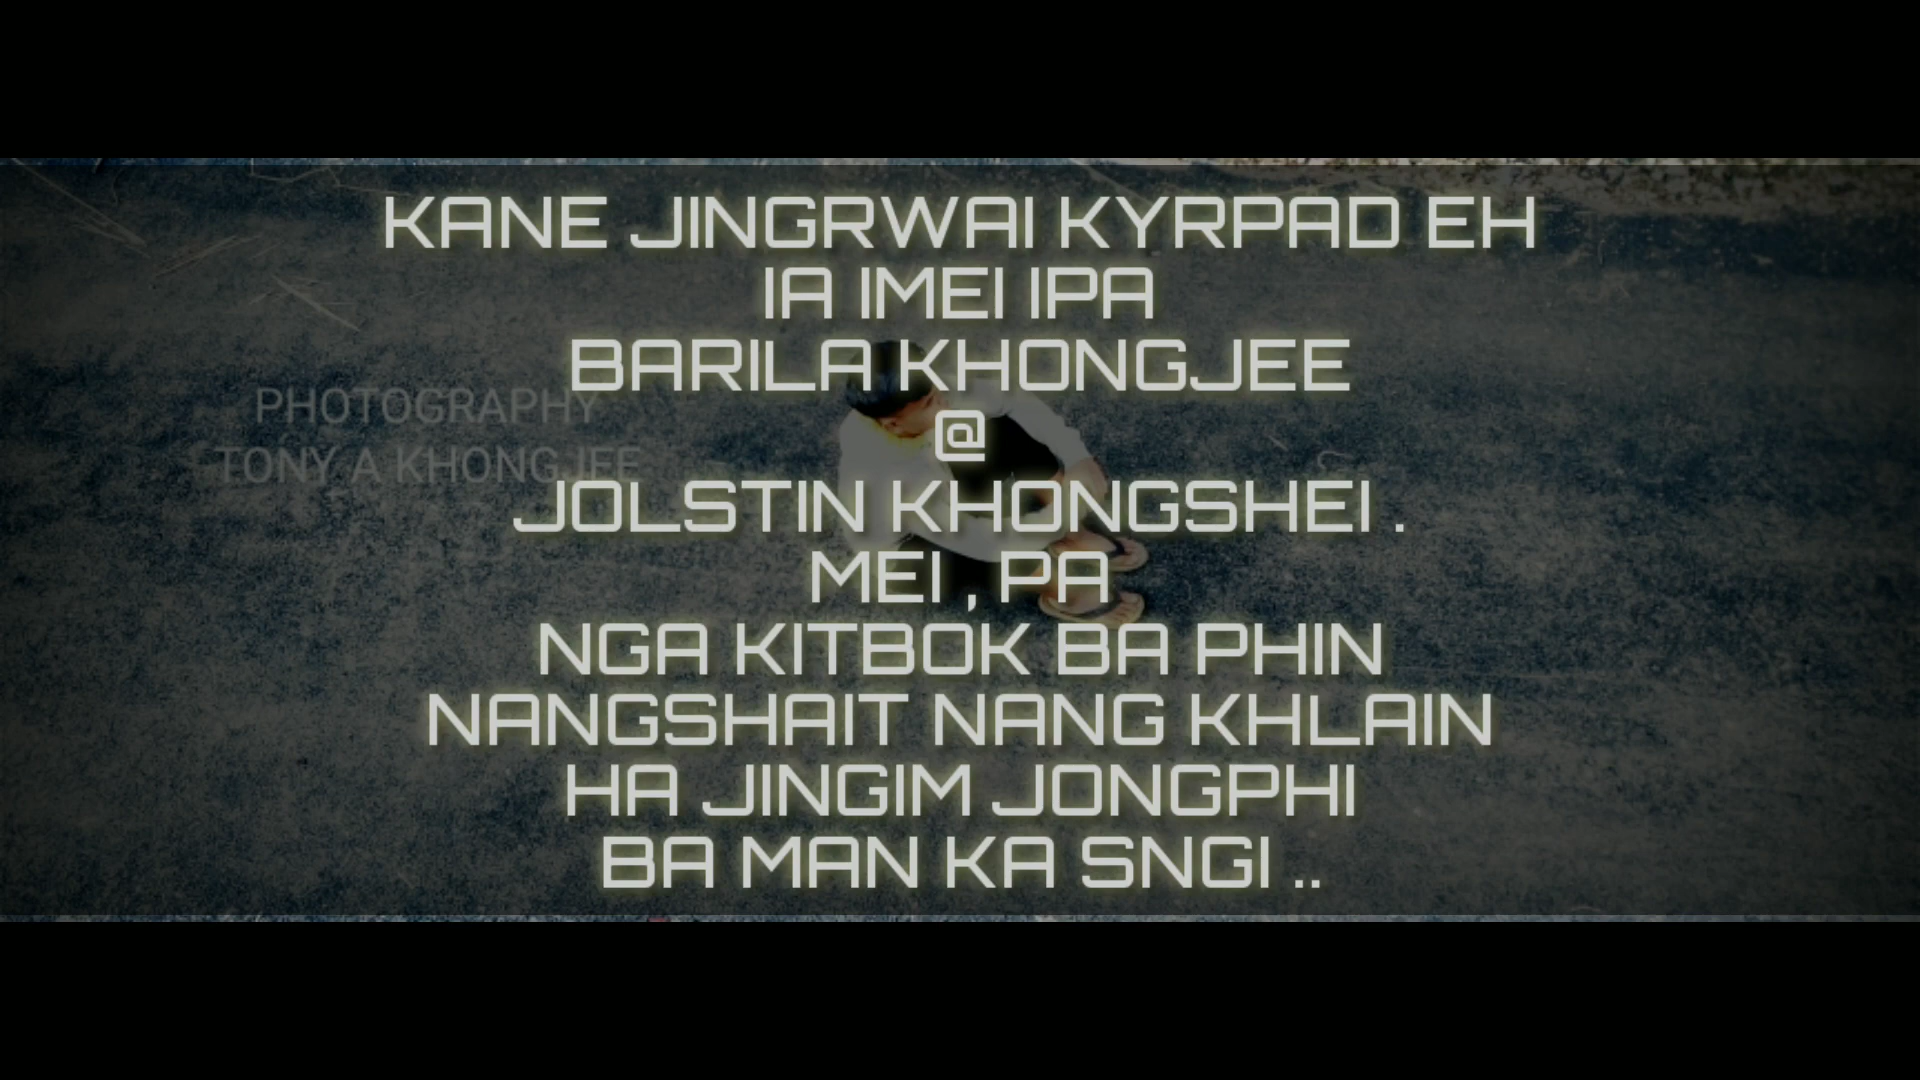 KANE JINGRWAI KYRPAD EH
IA IMEI IPA
BARILA KHONGJEE
@
JOLSTIN KHONGSHEI .
MEI , PA
NGA KITBOK BA PHIN
NANGSHAIT NANG KHLAIN
HA JINGIM JONGPHI
BA MAN KA SNGI ..
PHOTOGRAPHY
TONY A KHONGJEE